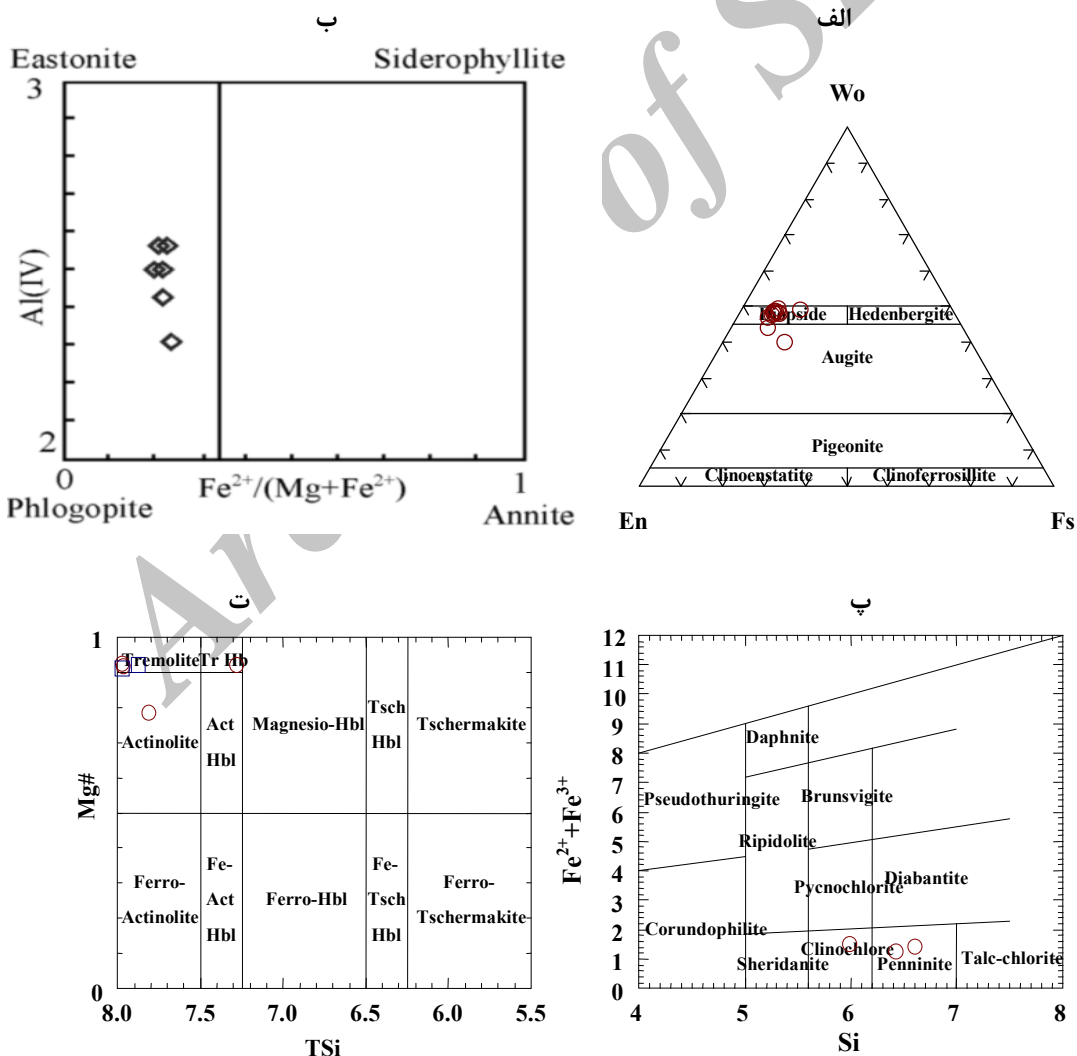 ب
الف
Eastonite Siderophyllite
3
Al(IV)
2
0 Fe²⁺/(Mg+Fe²⁺) 1
Phlogopite Annite
Wo
Diopside Hedenbergite
Augite
Pigeonite
Clinoenstatite Clinoferrosillite
En Fs
of
ت
پ
1
Tremolite Tr Hb
Act Hbl
Magnesio-Hbl
Tsch Hbl
Tschermakite
Actinolite
Mg#
Ferro-Actinolite
Fe-Act Hbl
Ferro-Hbl
Fe-Tsch Hbl
Ferro-Tschermakite
0
8.0 7.5 7.0 6.5 6.0 5.5
TSi
12
11
10
9
8
7
6
5
4
3
2
1
0
Fe²⁺+Fe³⁺
Daphnite
Pseudothuringite Brunsvigite
Ripidolite
Pycnochlorite Diabantite
Corundophilite
Clinochlore
Sheridanite Penninite Talc-chlorite
4 5 6 7 8
Si